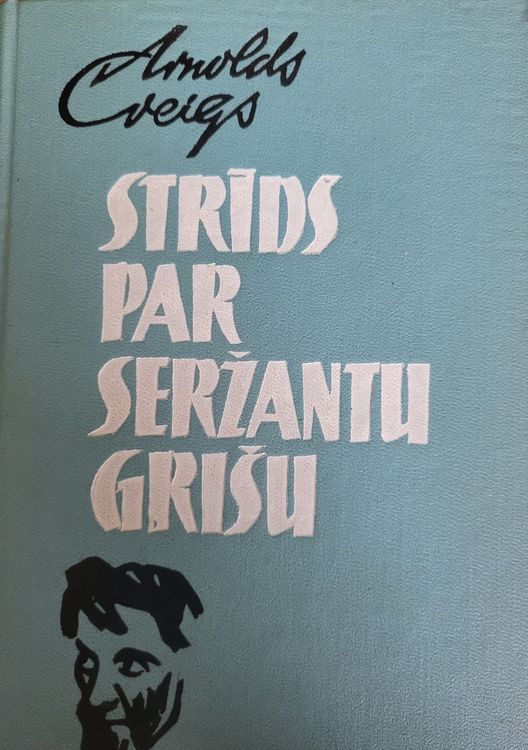 Arnolds
Cveigs
STRĪDS
PAR
SERŽANTU
GRIŠU